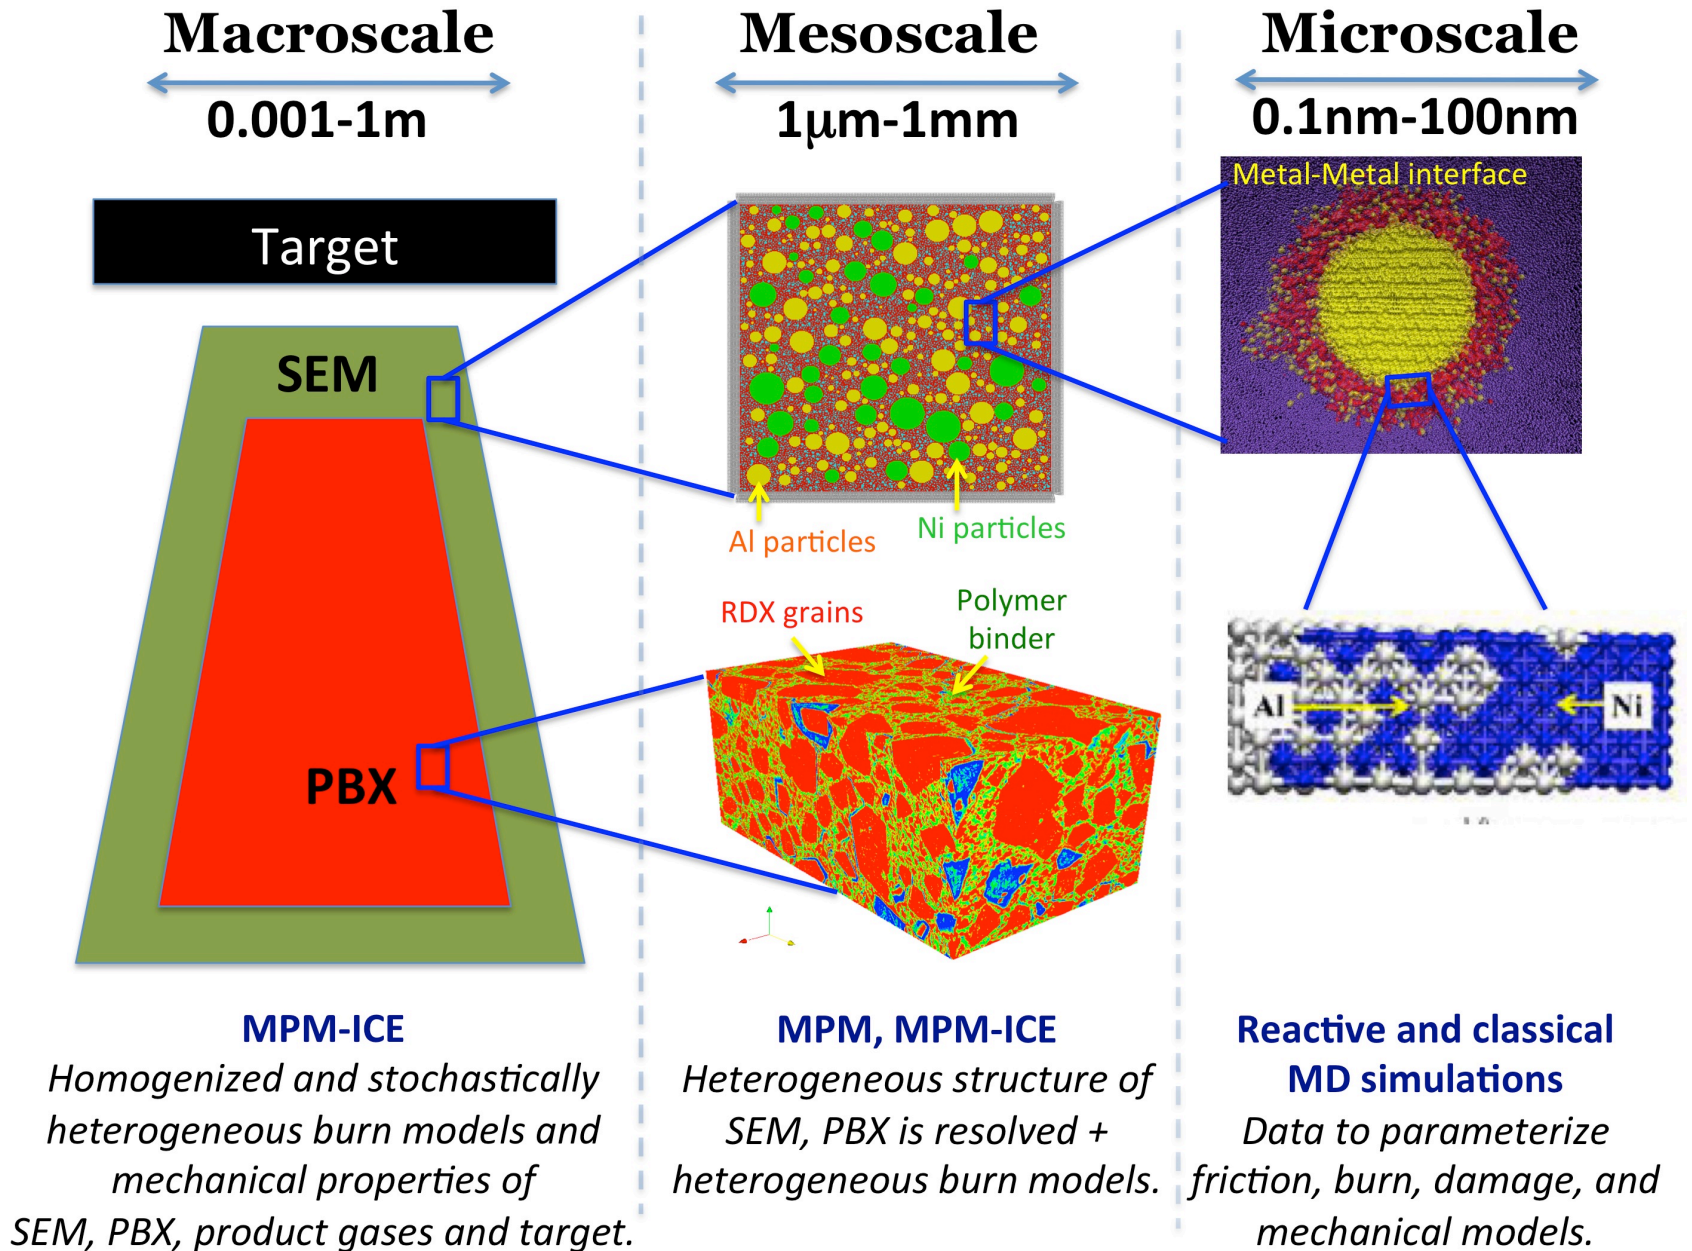 Macroscale
0.001-1m
Target
SEM
PBX
MPM-ICE
Homogenized and stochastically
heterogeneous burn models and
mechanical properties of
SEM, PBX, product gases and target.
Mesoscale
1μm-1mm
Al particles
Ni particles
RDX grains
Polymer
binder
MPM, MPM-ICE
Heterogeneous structure of
SEM, PBX is resolved +
heterogeneous burn models.
Microscale
0.1nm-100nm
Metal-Metal interface
Al
Ni
Reactive and classical
MD simulations
Data to parameterize
friction, burn, damage, and
mechanical models.